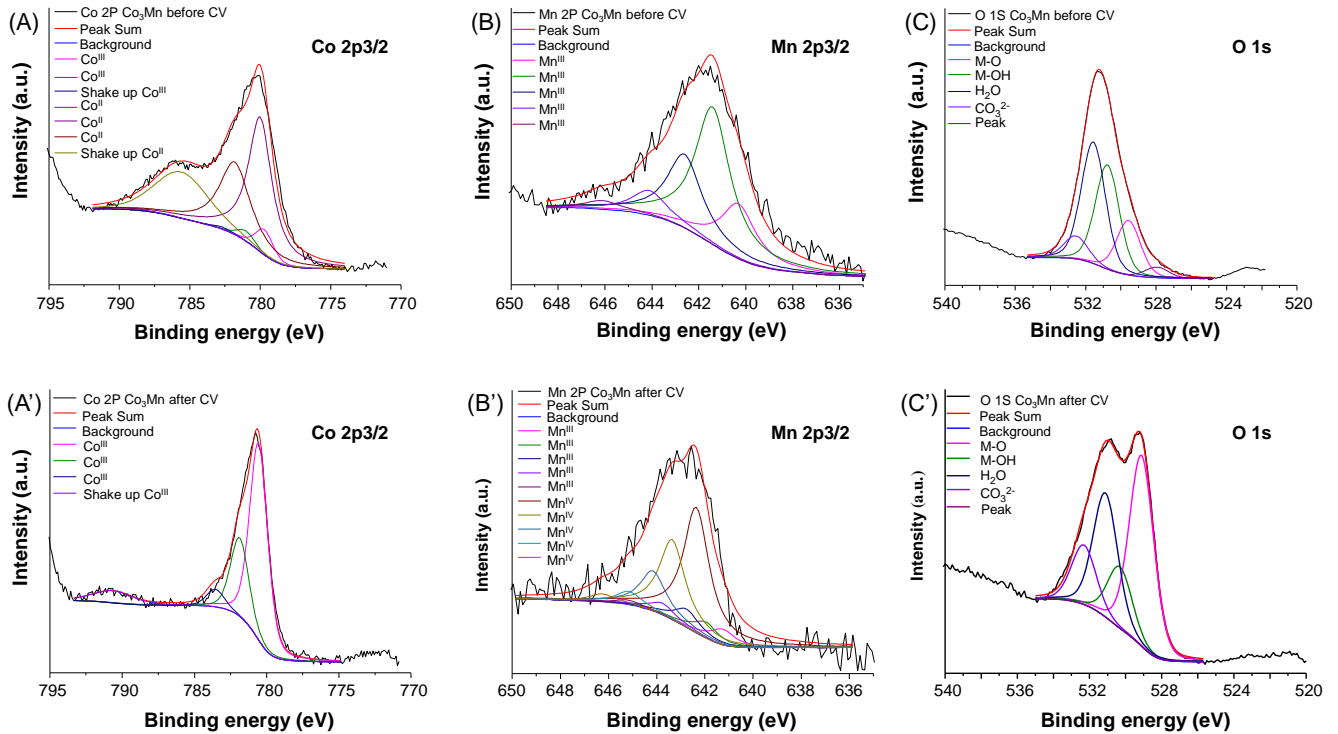 (A)
Co 2P Co₃Mn before CV
Peak Sum
Background
Coᴵᴵᴵ
Coᴵᴵᴵ
Shake up Coᴵᴵᴵ
Coᴵᴵ
Coᴵᴵ
Coᴵᴵ
Shake up Coᴵᴵ
Co 2p3/2
Intensity (a.u.)
795 790 785 780 775 770
Binding energy (eV)
(B)
Mn 2P Co₃Mn before CV
Peak Sum
Background
Mnᴵᴵᴵ
Mnᴵᴵᴵ
Mnᴵᴵᴵ
Mnᴵᴵᴵ
Mnᴵᴵᴵ
Mn 2p3/2
Intensity (a.u.)
650 648 646 644 642 640 638 636
Binding energy (eV)
(C)
O 1S Co₃Mn before CV
Peak Sum
Background
M-O
M-OH
H₂O
CO₃²⁻
Peak
O 1s
Intensity (a.u.)
540 536 532 528 524 520
Binding energy (eV)
(A’)
Co 2P Co₃Mn after CV
Peak Sum
Background
Coᴵᴵᴵ
Coᴵᴵᴵ
Coᴵᴵᴵ
Shake up Coᴵᴵᴵ
Co 2p3/2
Intensity (a.u.)
795 790 785 780 775 770
Binding energy (eV)
(B’)
Mn 2P Co₃Mn after CV
Peak Sum
Background
Mnᴵᴵᴵ
Mnᴵᴵᴵ
Mnᴵᴵᴵ
Mnᴵᴵᴵ
Mnᴵᴵᴵ
Mnᴵⱽ
Mnᴵⱽ
Mnᴵⱽ
Mnᴵⱽ
Mnᴵⱽ
Mn 2p3/2
Intensity (a.u.)
650 648 646 644 642 640 638 636
Binding energy (eV)
(C’)
O 1S Co₃Mn after CV
Peak Sum
Background
M-O
M-OH
H₂O
CO₃²⁻
Peak
O 1s
Intensity (a.u.)
540 536 532 528 524 520
Binding energy (eV)